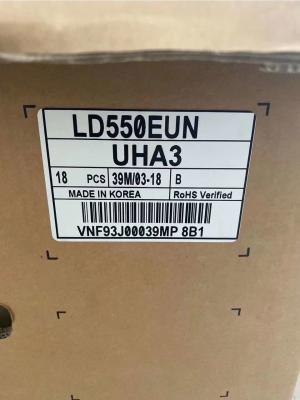 LD550EUN
UHA3
18 PCS 39M/03-18 B
MADE IN KOREA RoHS Verified
VNF93J00039MP 8B1